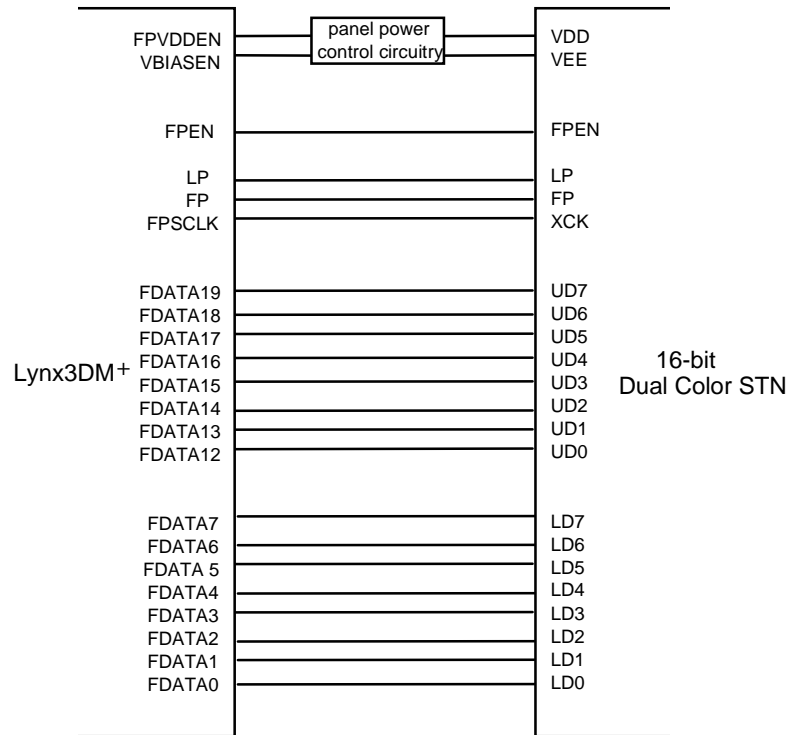 FPVDDEN
VBIASEN
panel power
control circuitry
VDD
VEE
FPEN
FPEN
LP
LP
FP
FP
FPSCLK
XCK
FDATA19
UD7
FDATA18
UD6
FDATA17
UD5
FDATA16
UD4
FDATA15
UD3
FDATA14
UD2
FDATA13
UD1
FDATA12
UD0
Lynx3DM+
16-bit
Dual Color STN
FDATA7
LD7
FDATA6
LD6
FDATA 5
LD5
FDATA4
LD4
FDATA3
LD3
FDATA2
LD2
FDATA1
LD1
FDATA0
LD0